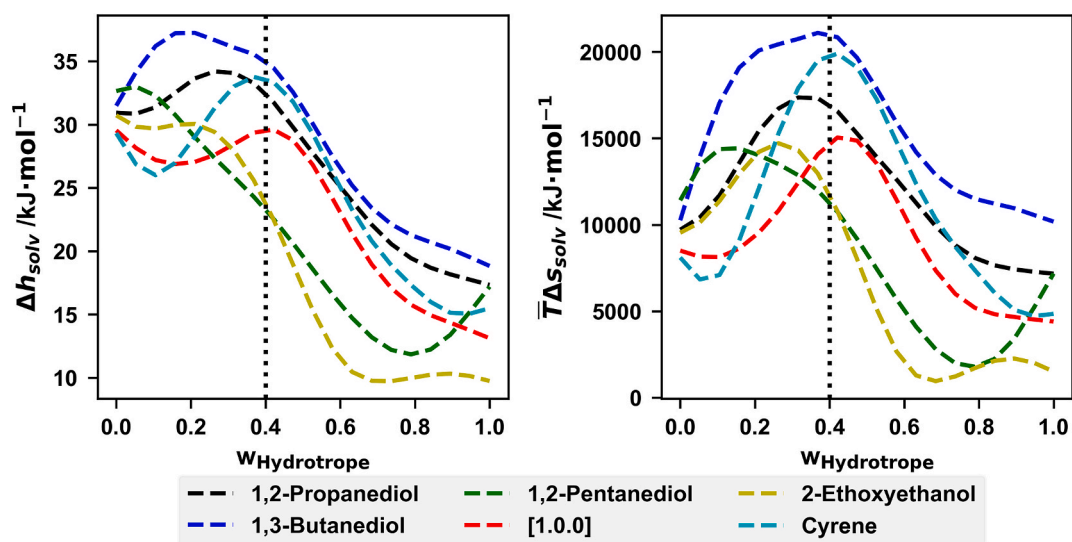 Δh_solv /kJ·mol⁻¹
35
30
25
20
15
10
0.0 0.2 0.4 0.6 0.8 1.0
w_Hydrotrope
T̅Δs_solv /kJ·mol⁻¹
20000
15000
10000
5000
0
0.0 0.2 0.4 0.6 0.8 1.0
w_Hydrotrope
1,2-Propanediol 1,2-Pentanediol 2-Ethoxyethanol
1,3-Butanediol [1.0.0] Cyrene